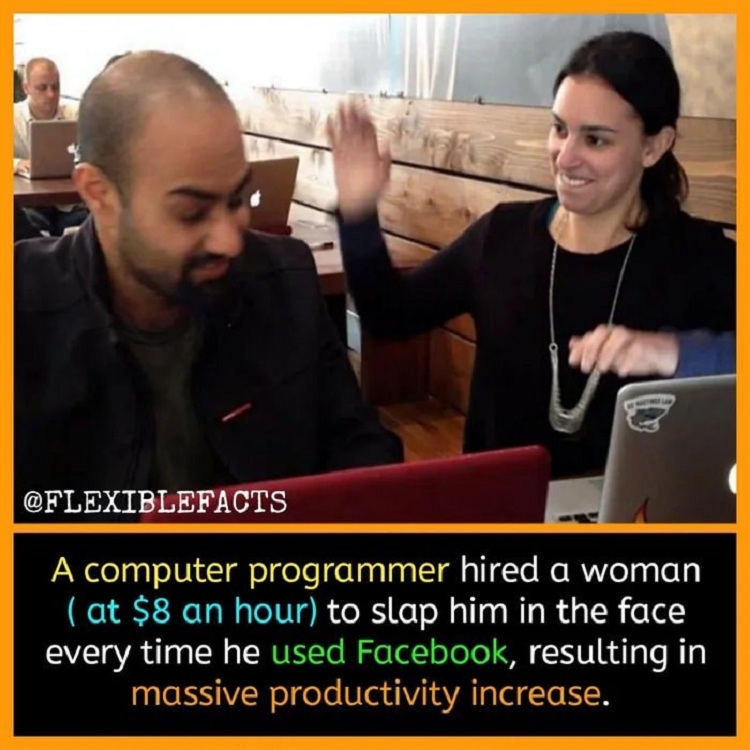 @FLEXIBLEFACTS
A computer programmer hired a woman
( at $8 an hour) to slap him in the face
every time he used Facebook, resulting in
massive productivity increase.